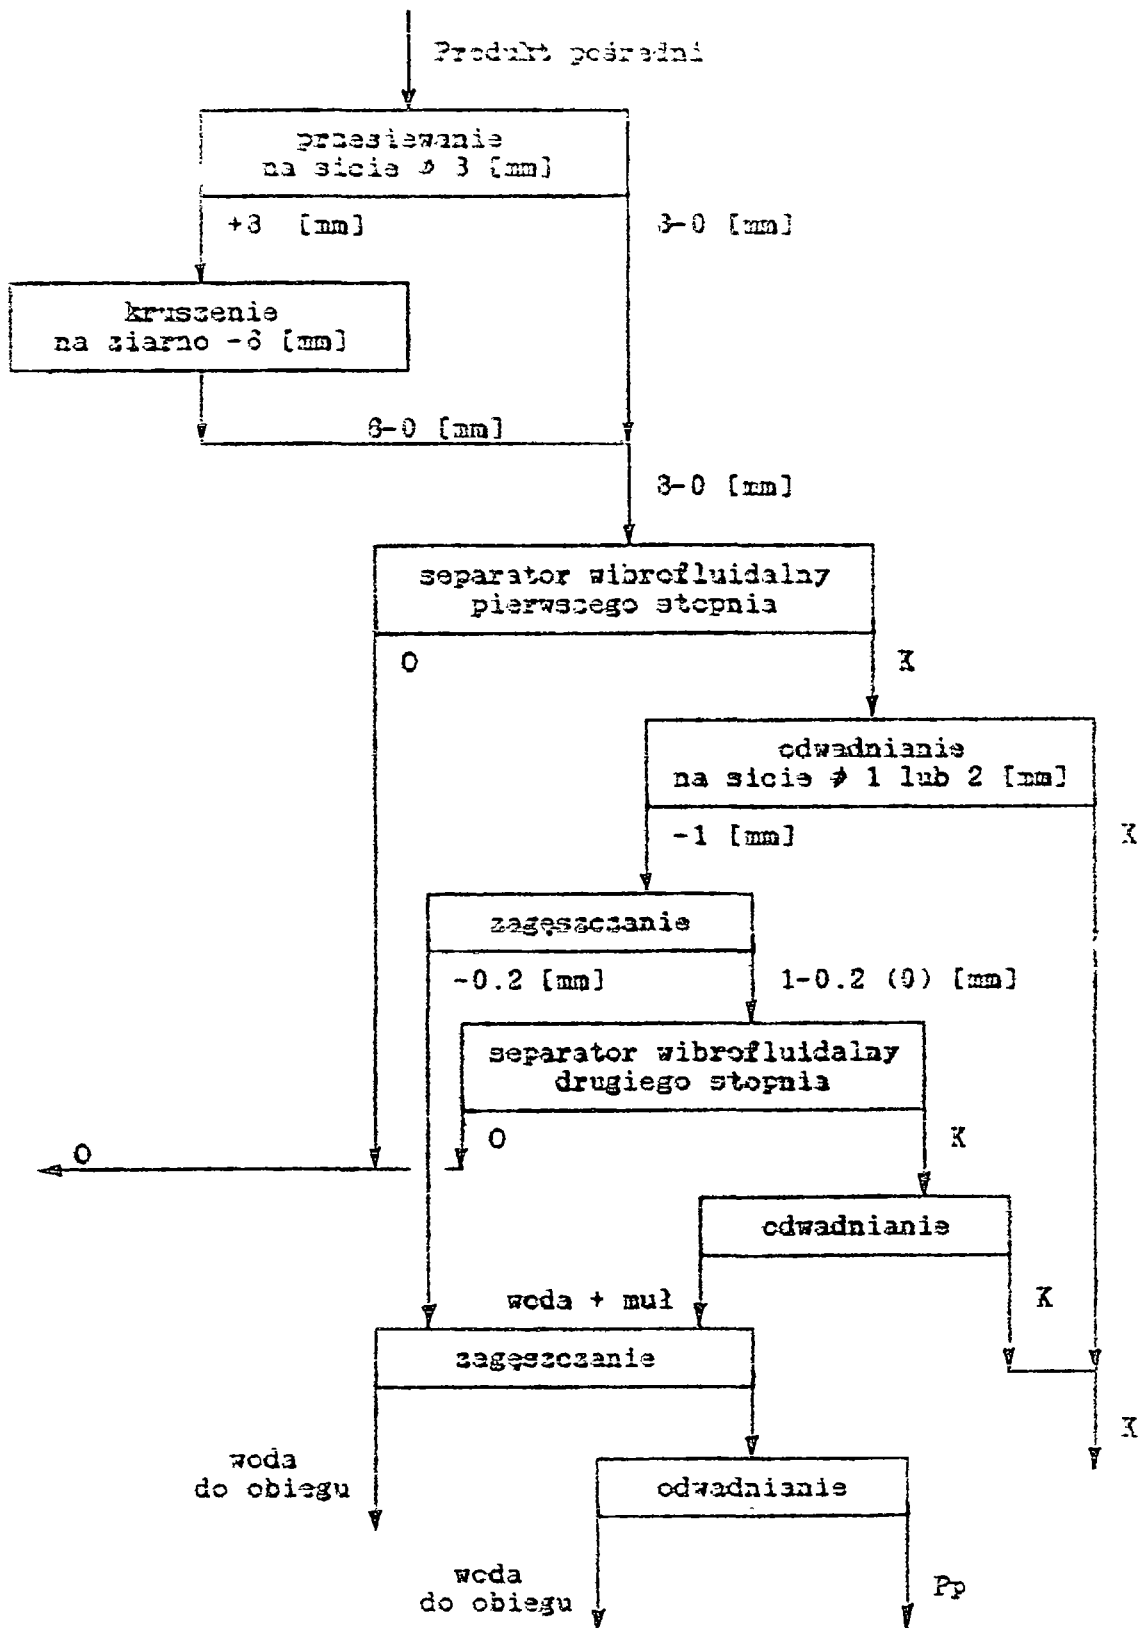 Produkt pośredni
przesiewanie
na sicie ≠ 3 [mm]
+8 [mm]
8-0 [mm]
kruszenie
na ziarno -6 [mm]
6-0 [mm]
8-0 [mm]
separator wibrofluidalny
pierwszego stopnia
O
K
odwadnianie
na sicie ≠ 1 lub 2 [mm]
-1 [mm]
K
zagęszczanie
-0.2 [mm]
1-0.2 (0) [mm]
separator wibrofluidalny
drugiego stopnia
O
O
K
odwadnianie
woda + muł
K
zagęszczanie
K
woda
do obiegu
odwadnianie
woda
do obiegu
Pp